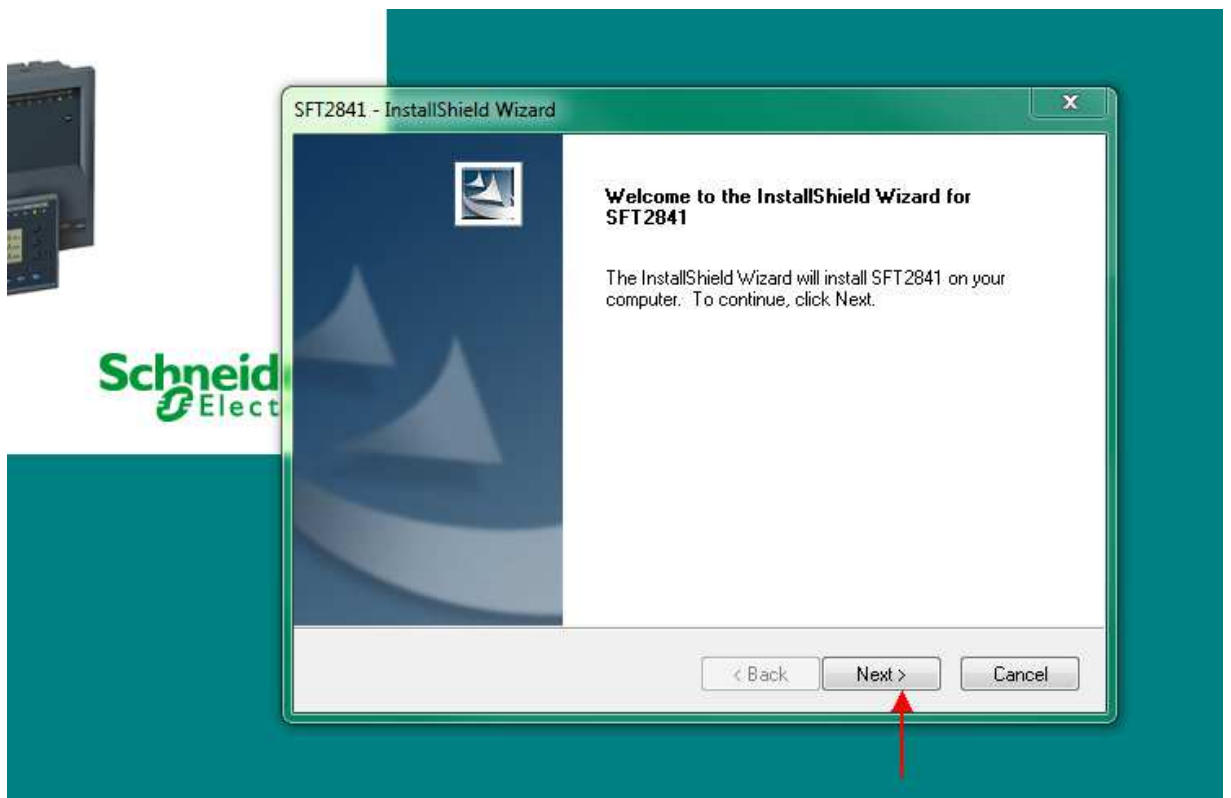 SFT2841 - InstallShield Wizard
Welcome to the InstallShield Wizard for
SFT2841
The InstallShield Wizard will install SFT2841 on your
computer. To continue, click Next.
Schneid
Elect
< Back Next > Cancel